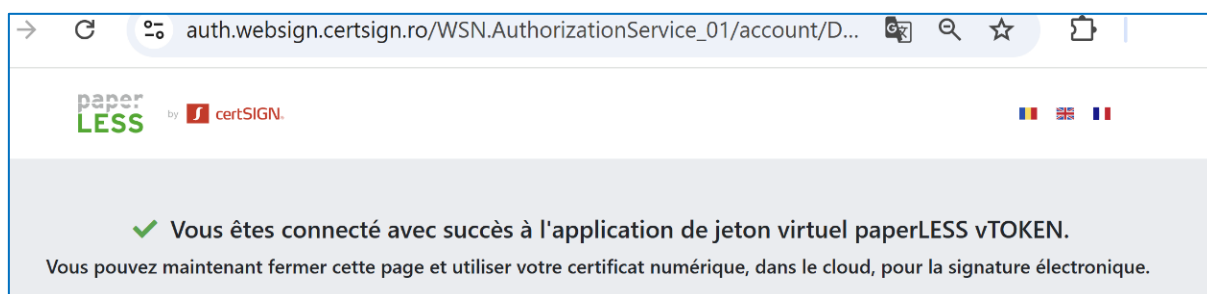 auth.websign.certsign.ro/WSN.AuthorizationService_01/account/D...
paper
LESS by certSIGN.
Vous êtes connecté avec succès à l'application de jeton virtuel paperLESS vTOKEN.
Vous pouvez maintenant fermer cette page et utiliser votre certificat numérique, dans le cloud, pour la signature électronique.